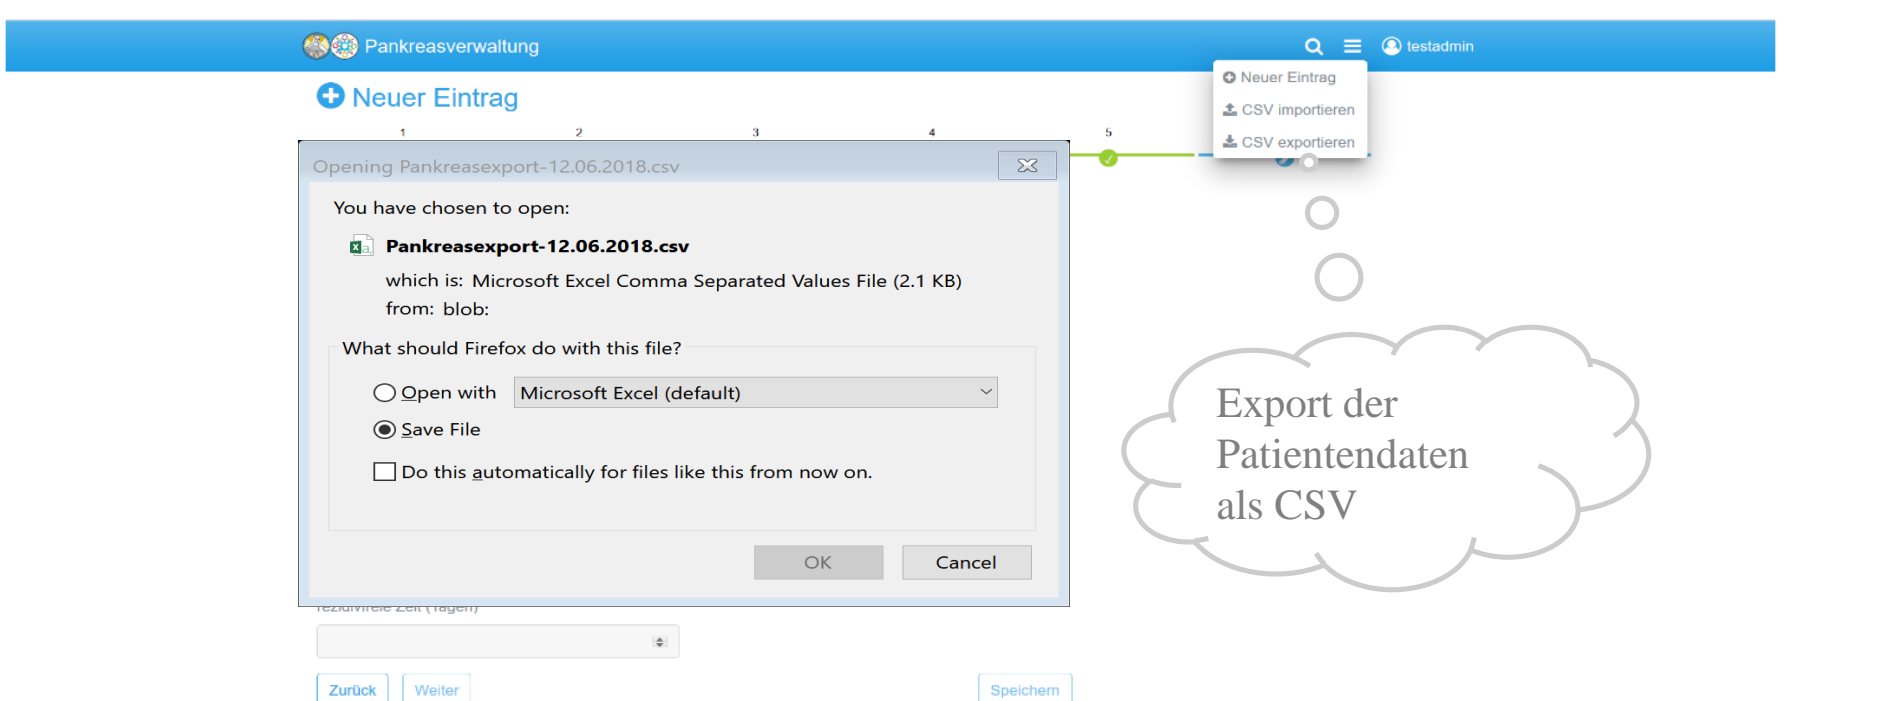 Pankreasverwaltung
testadmin
Neuer Eintrag
CSV importieren
CSV exportieren
Neuer Eintrag
1 2 3 4 5
Opening Pankreasexport-12.06.2018.csv
You have chosen to open:
Pankreasexport-12.06.2018.csv
which is: Microsoft Excel Comma Separated Values File (2.1 KB)
from: blob:
What should Firefox do with this file?
Open with Microsoft Excel (default)
Save File
Do this automatically for files like this from now on.
OK Cancel
Export der
Patientendaten
als CSV
rezidivfreie Zeit (Tagen)
Zurück Weiter Speichern